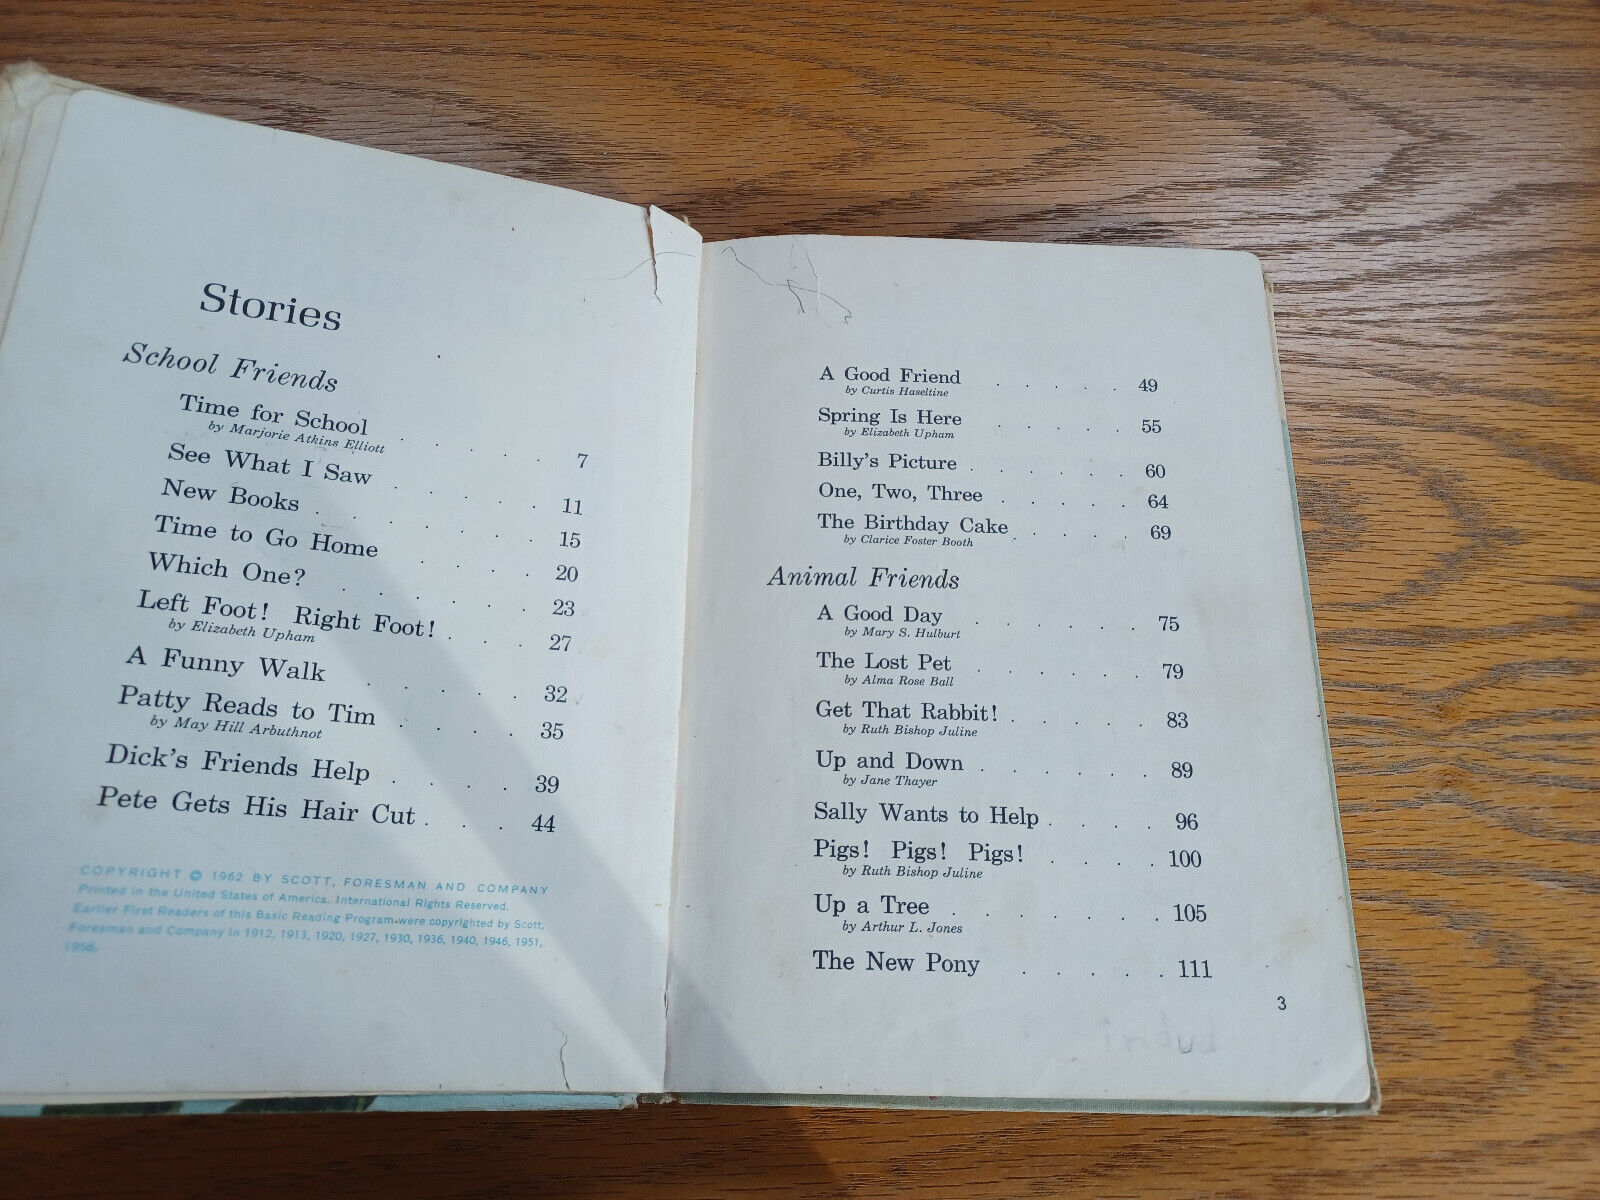 Stories
School Friends
Time for School . . . . . . 7
by Marjorie Atkins Elliott
See What I Saw . . . . . 11
New Books . . . . . . . 15
Time to Go Home . . . . 20
Which One? . . . . . . 23
Left Foot! Right Foot! . . . 27
by Elizabeth Upham
A Funny Walk . . . . . 32
Patty Reads to Tim . . . . 35
by May Hill Arbuthnot
Dick's Friends Help . . . . 39
Pete Gets His Hair Cut . . . 44
COPYRIGHT © 1962 BY SCOTT, FORESMAN AND COMPANY
Printed in the United States of America. International Rights Reserved.
Earlier First Readers of this Basic Reading Program were copyrighted by Scott,
Foresman and Company in 1912, 1913, 1920, 1927, 1930, 1936, 1940, 1946, 1951,
1956.
A Good Friend . . . . . 49
by Curtis Haseltine
Spring Is Here . . . . . 55
by Elizabeth Upham
Billy's Picture . . . . . . 60
One, Two, Three . . . . . 64
The Birthday Cake . . . . . 69
by Clarice Foster Booth
Animal Friends
A Good Day . . . . . . 75
by Mary S. Hulburt
The Lost Pet . . . . . . 79
by Alma Rose Ball
Get That Rabbit! . . . . . 83
by Ruth Bishop Juline
Up and Down . . . . . . 89
by Jane Thayer
Sally Wants to Help . . . . 96
Pigs! Pigs! Pigs! . . . . 100
by Ruth Bishop Juline
Up a Tree . . . . . . . 105
by Arthur L. Jones
The New Pony . . . . . 111
3